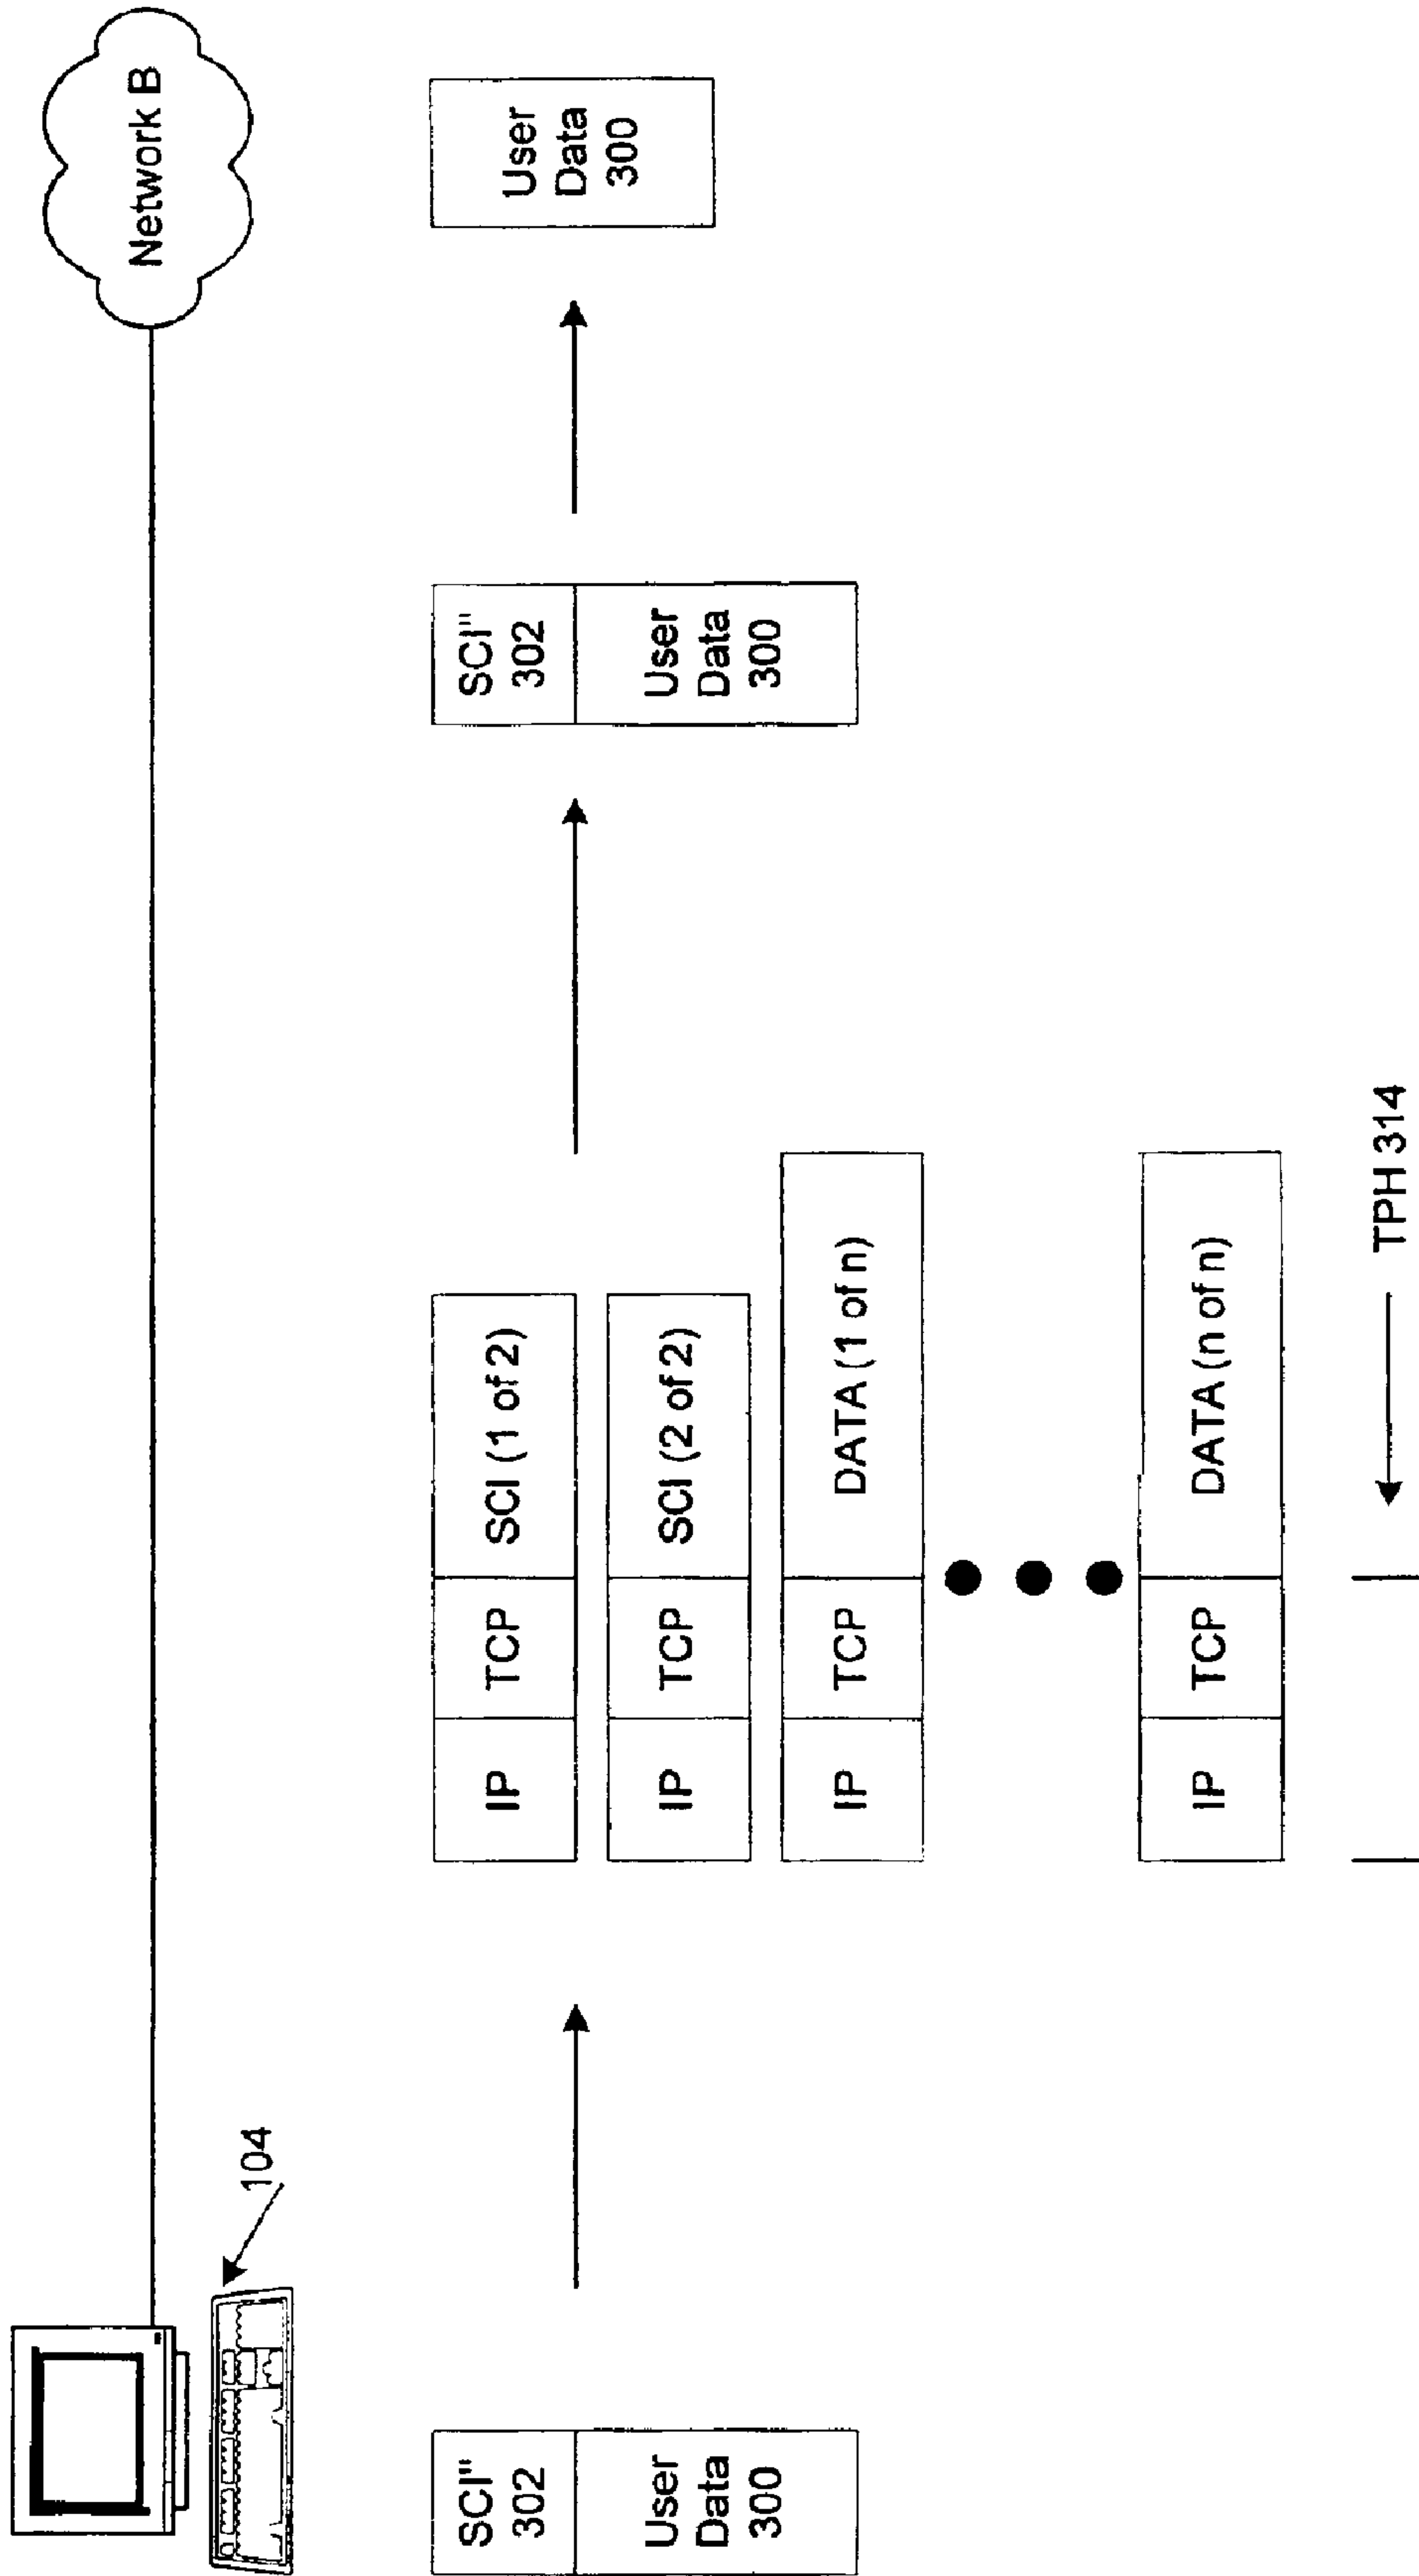 104
Network B
SCI"
302
User
Data
300
IP
TCP
SCI (1 of 2)
IP
TCP
SCI (2 of 2)
IP
TCP
DATA (1 of n)
IP
TCP
DATA (n of n)
TPH 314
SCI"
302
User
Data
300
User
Data
300